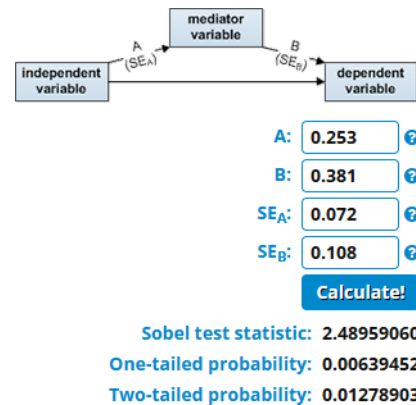 mediator
variable
A
(SEA)
B
(SEB)
independent
variable
dependent
variable
A: 0.253 ?
B: 0.381 ?
SEA: 0.072 ?
SEB: 0.108 ?
Calculate!
Sobel test statistic: 2.48959060
One-tailed probability: 0.00639452
Two-tailed probability: 0.01278903